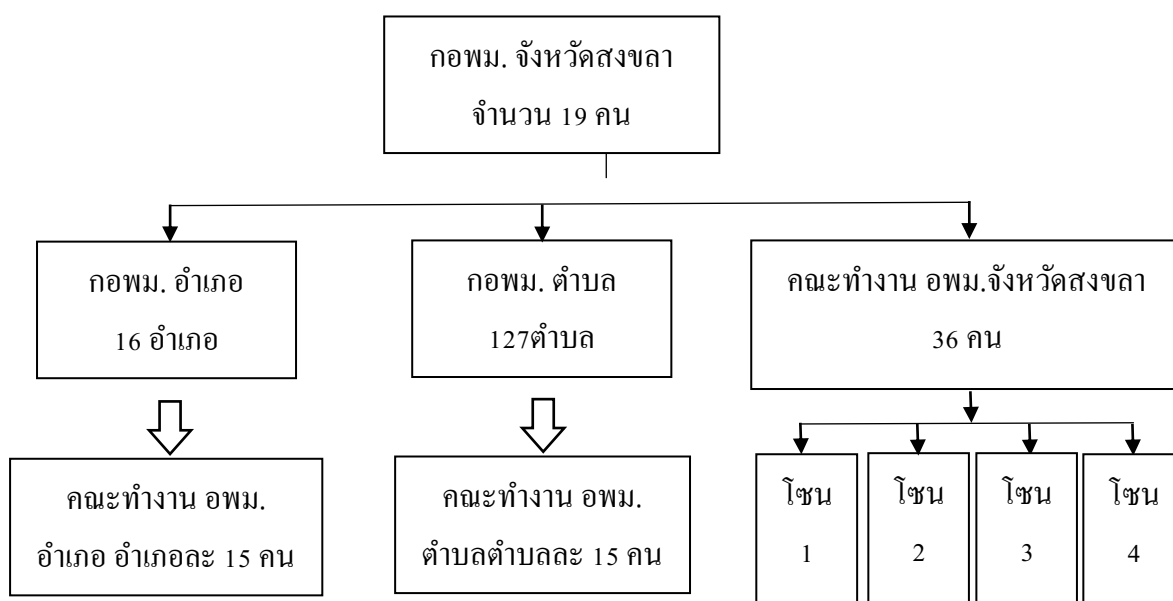 กอพม. จังหวัดสงขลา
จำนวน 19 คน
กอพม. อำเภอ
16 อำเภอ
กอพม. ตำบล
127ตำบล
คณะทำงาน อพม.จังหวัดสงขลา
36 คน
คณะทำงาน อพม.
อำเภอ อำเภอละ 15 คน
คณะทำงาน อพม.
ตำบลตำบลละ 15 คน
โซน
1
โซน
2
โซน
3
โซน
4